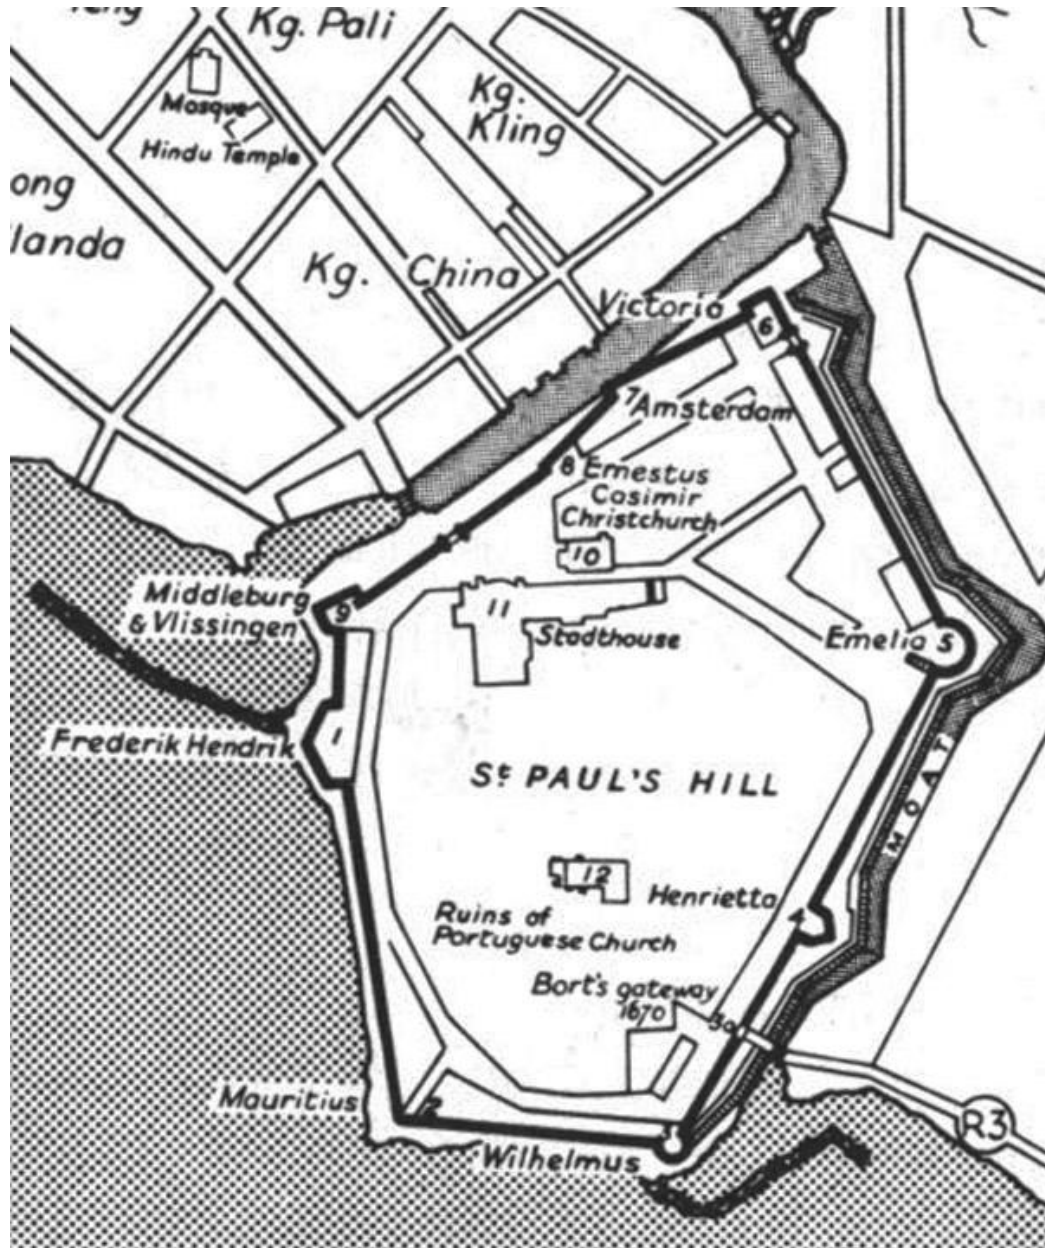 Kg. Pali
Kg.
Kling
Mosque
Hindu Temple
ong
landa
Kg. China
Victoria
6
7 Amsterdam
8 Ernestus
Casimir
Christchurch
10
Middleburg
& Vlissingen
9
11
Stadthouse
Emelia 5
Frederik Hendrik
1
St. PAUL'S HILL
MOAT
12
Henrietta 4
Ruins of
Portuguese Church
Bort's gateway
1670
3a
Mauritius 2
R3
3
Wilhelmus